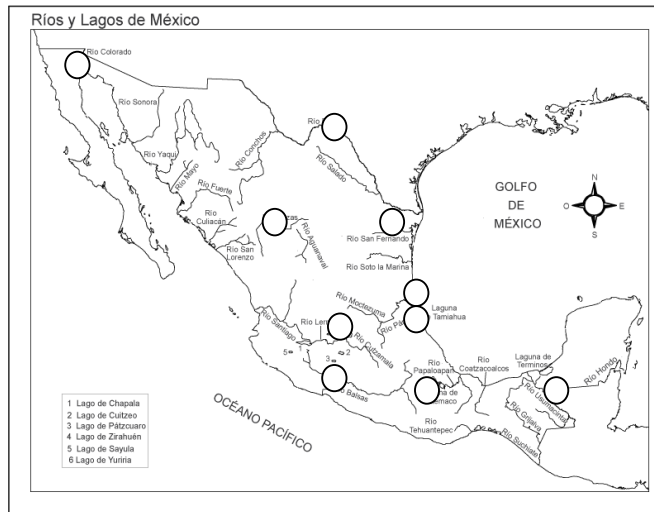 Ríos y Lagos de México
Río Colorado
Río Sonora
Río
Río Conchos
Río Yaqui
Río Mayo
Río Salado
Río Fuerte
GOLFO
DE
MÉXICO
N
O
E
S
Río
Culiacán
Río Aguanaval
Río San Fernando
Río San
Lorenzo
Río Soto la Marina
Río Moctezuma
Laguna
Tamiahua
Río Santiago
Río
Río Cutzamala
1
5
2
3
Río
Papaloapan
Río
Coatzacoalcos
Laguna de
Terminos
Río Hondo
Balsas
Río Usumacinta
Río Grijalva
Río
Tehuantepec
Río Suchiate
OCÉANO PACÍFICO
1 Lago de Chapala
2 Lago de Cuitzeo
3 Lago de Pátzcuaro
4 Lago de Zirahuén
5 Lago de Sayula
6 Lago de Yuriria